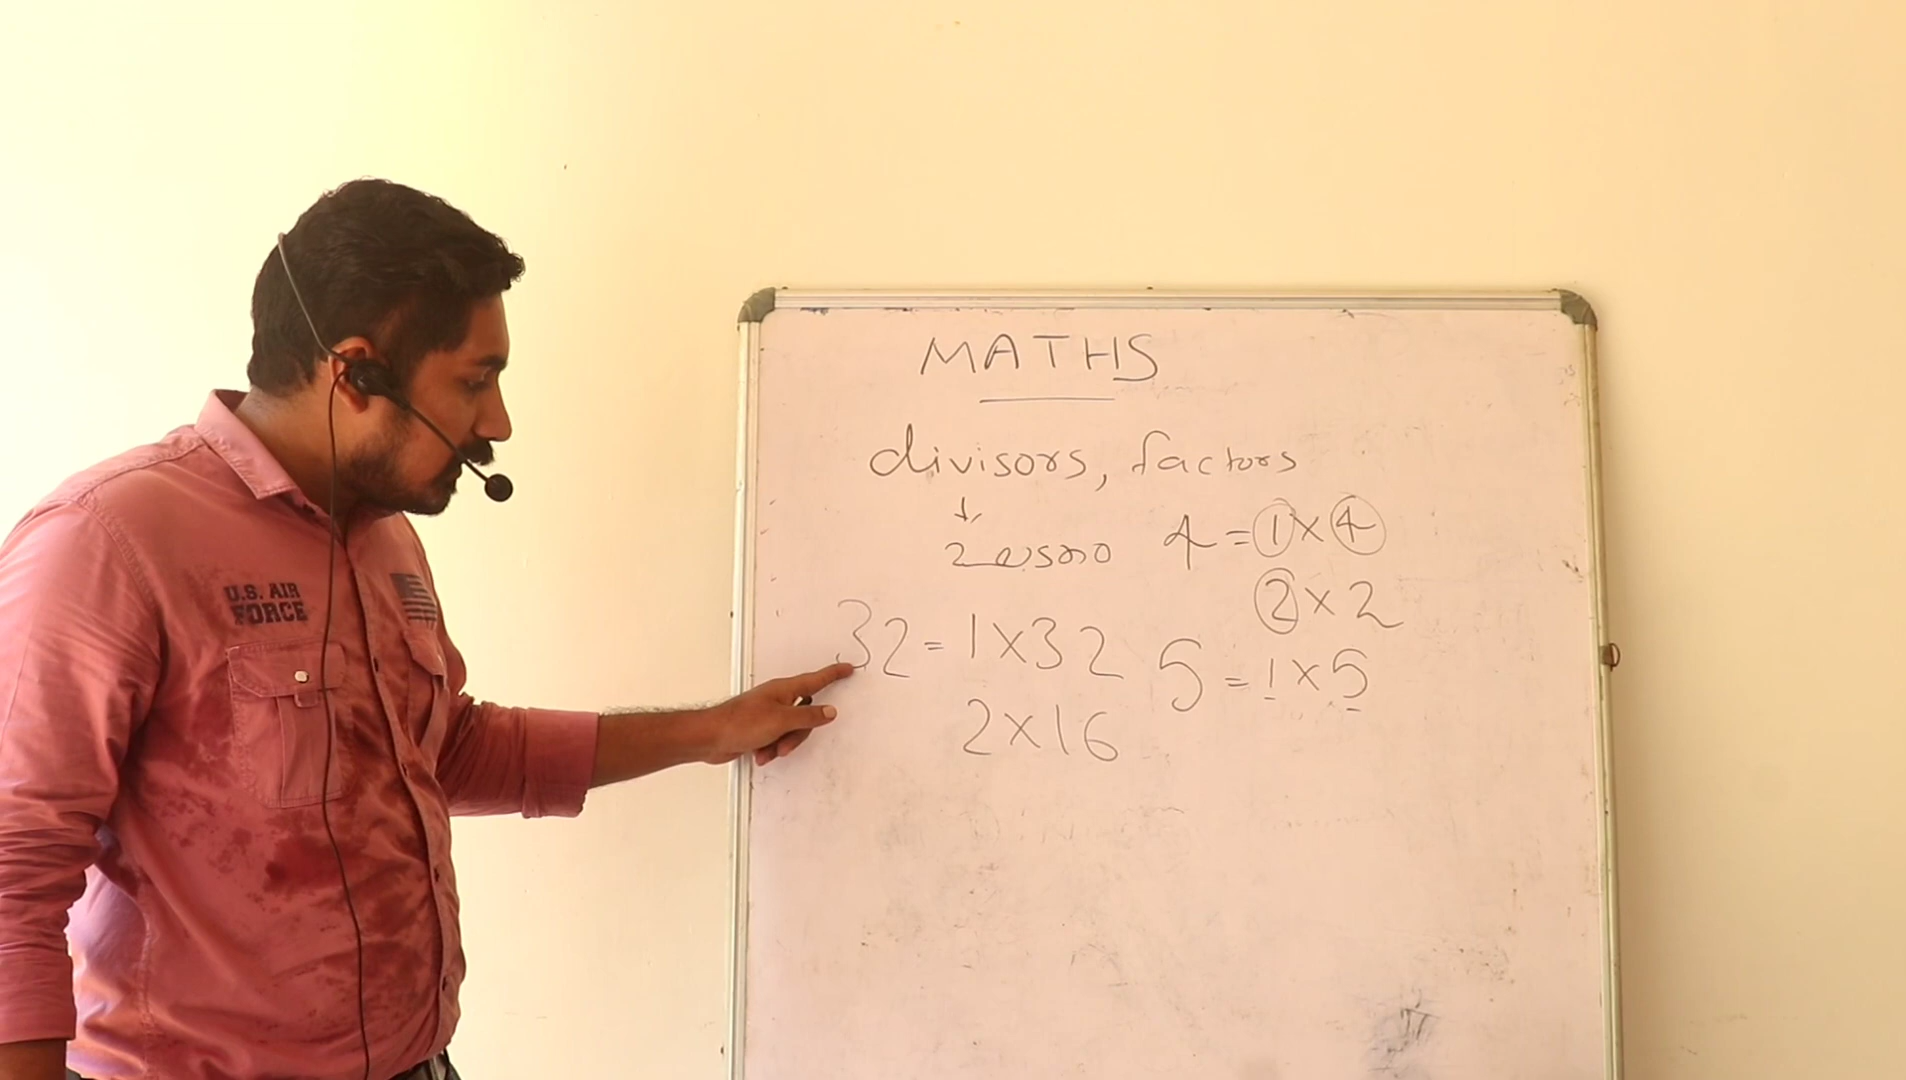 MATHS
divisors, factors
↓
ഘടകം
4 = 1 × 4
2 × 2
32 = 1 × 32
2 × 16
5 = 1 × 5
U.S. AIR
FORCE